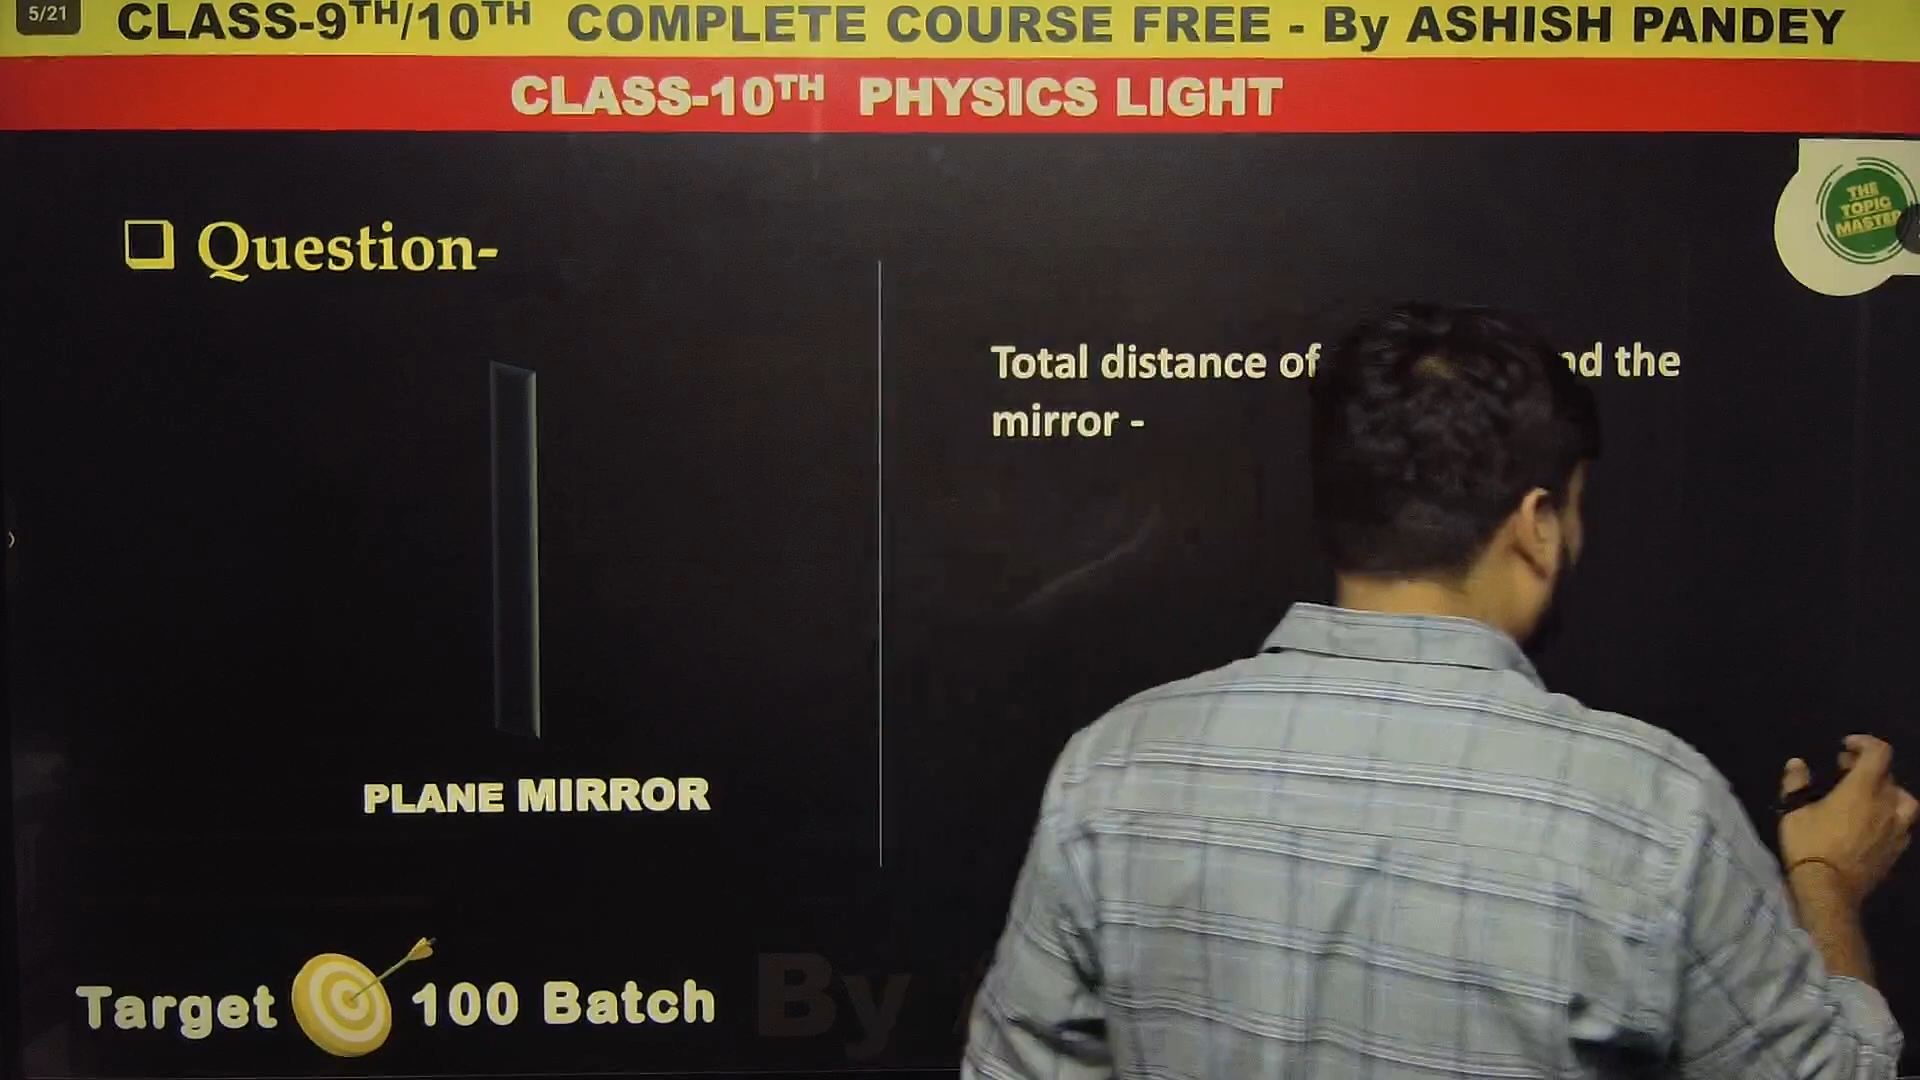 5/21
CLASS-9TH/10TH COMPLETE COURSE FREE - By ASHISH PANDEY
CLASS-10TH PHYSICS LIGHT
THE
TOPIC
MASTER
Question-
Total distance of the
mirror -
PLANE MIRROR
Target 100 Batch
By